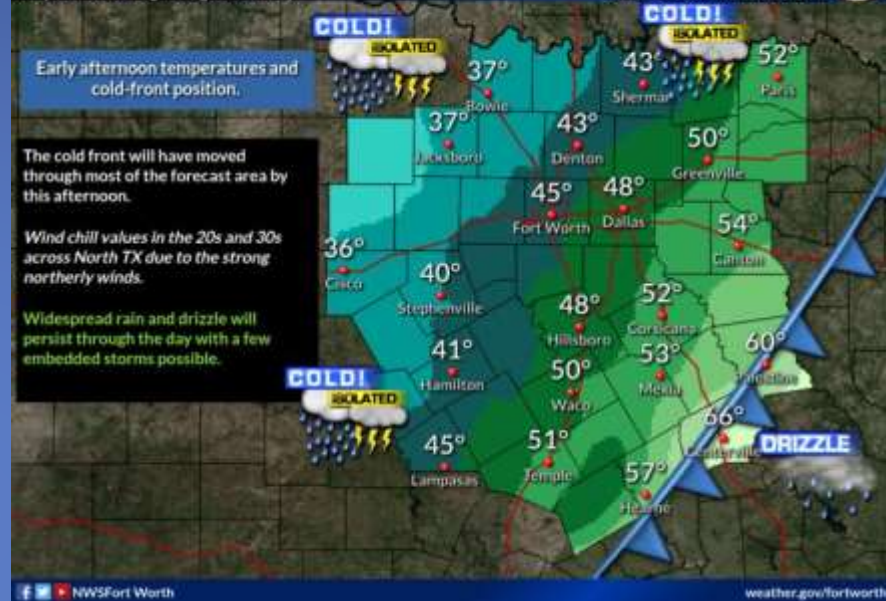 COLD!
ISOLATED
COLD!
ISOLATED
Early afternoon temperatures and
cold-front position.
37°
Bowie
43°
Sherman
52°
Paris
The cold front will have moved
through most of the forecast area by
this afternoon.
Wind chill values in the 20s and 30s
across North TX due to the strong
northerly winds.
Widespread rain and drizzle will
persist through the day with a few
embedded storms possible.
37°
Jacksboro
43°
Denton
50°
Greenville
45°
Fort Worth
48°
Dallas
54°
Canton
36°
Cisco
40°
Stephenville
48°
Hillsboro
52°
Corsicana
41°
Hamilton
50°
Waco
53°
Mexia
60°
Palestine
COLD!
ISOLATED
45°
Lampasas
51°
Temple
57°
Hearne
66°
Centerville
DRIZZLE
NWSFort Worth
weather.gov/fortworth